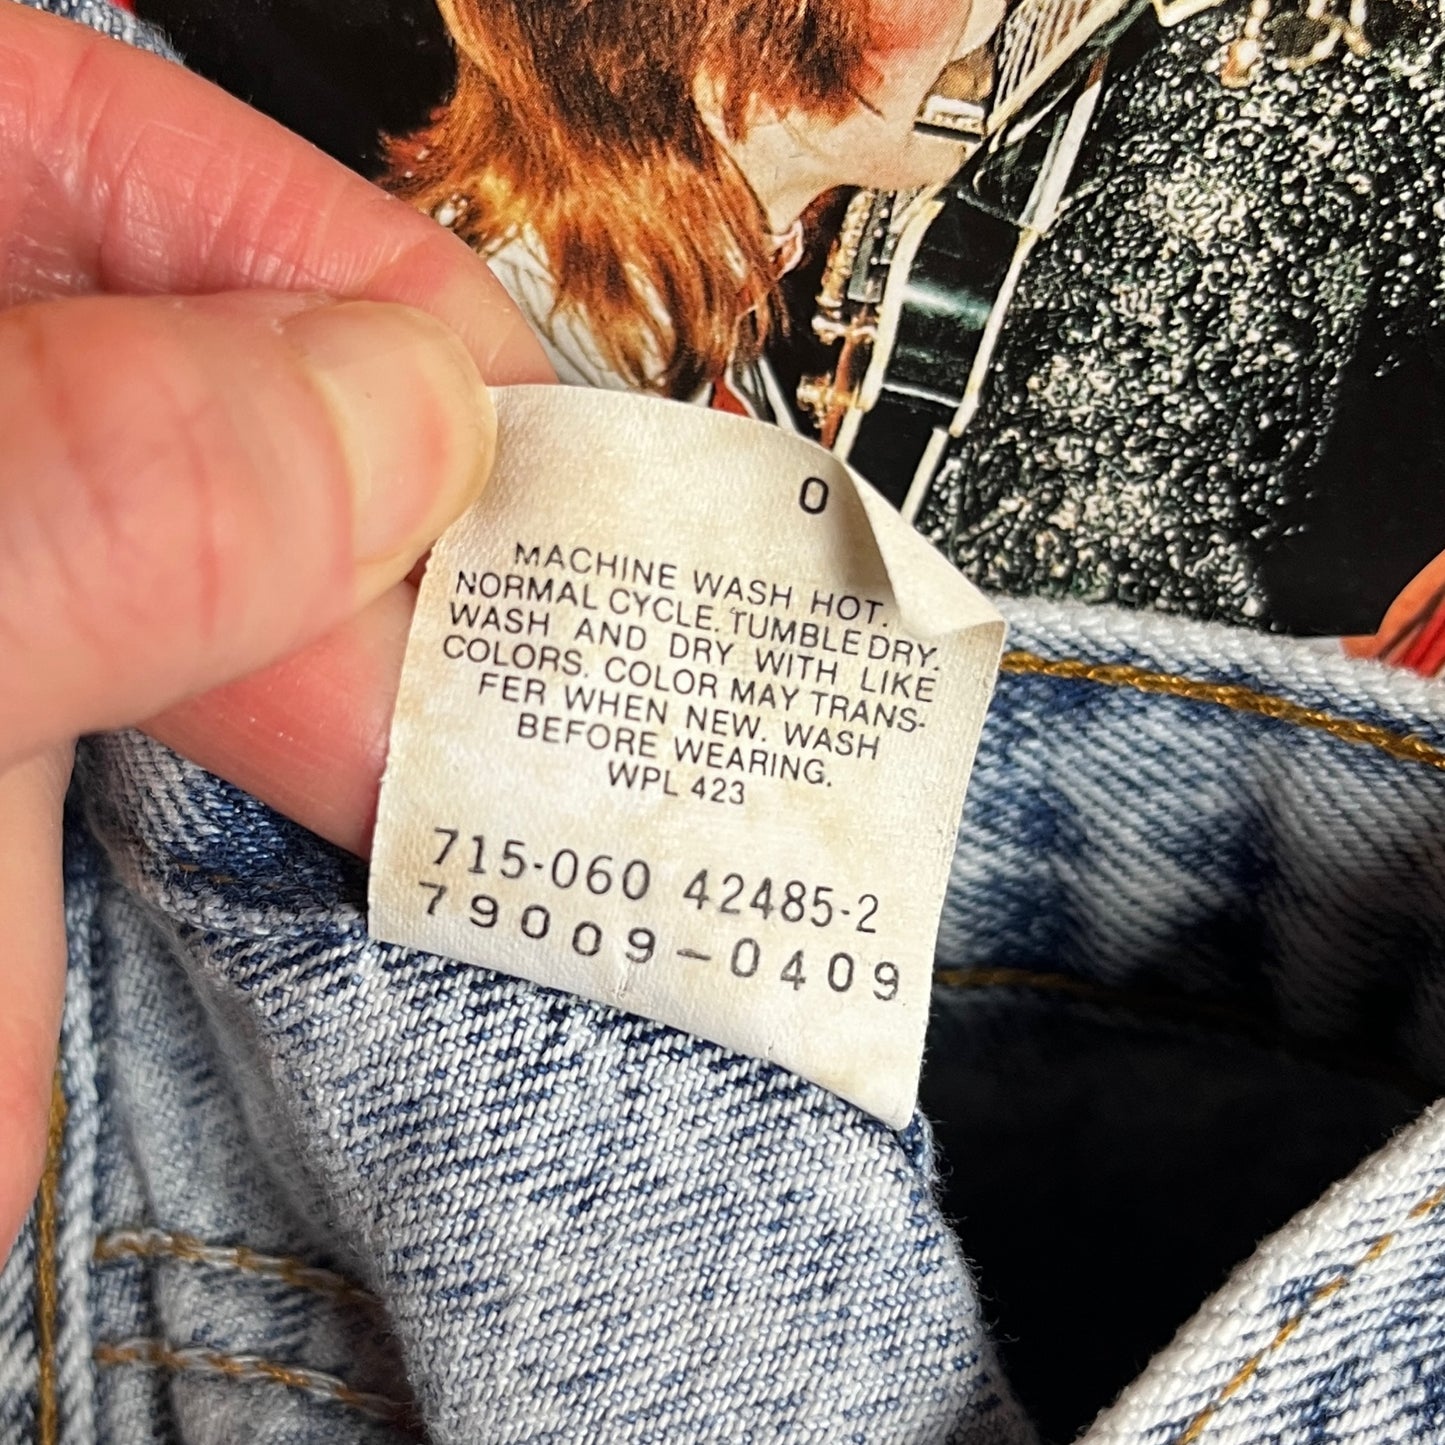 0
MACHINE WASH HOT.
NORMAL CYCLE. TUMBLE DRY.
WASH AND DRY WITH LIKE
COLORS. COLOR MAY TRANS-
FER WHEN NEW. WASH
BEFORE WEARING.
WPL 423
715-060 42485-2
79009-0409